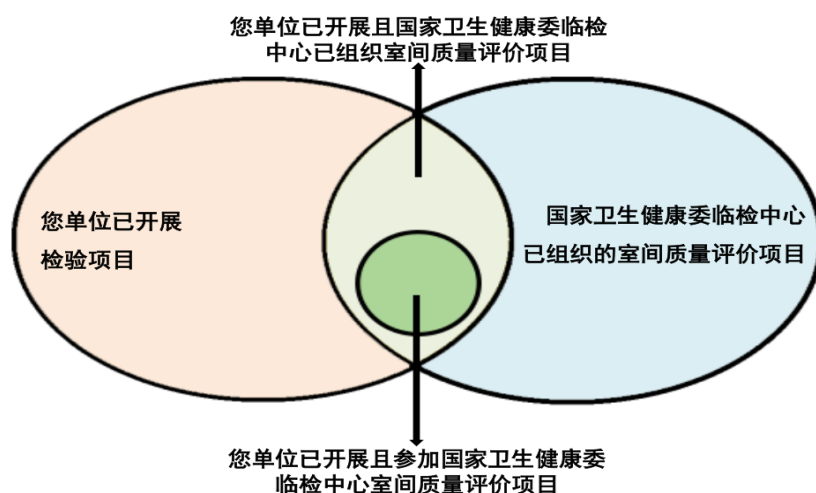 您单位已开展且国家卫生健康委临检
中心已组织室间质量评价项目
您单位已开展
检验项目
国家卫生健康委临检中心
已组织的室间质量评价项目
您单位已开展且参加国家卫生健康委
临检中心室间质量评价项目